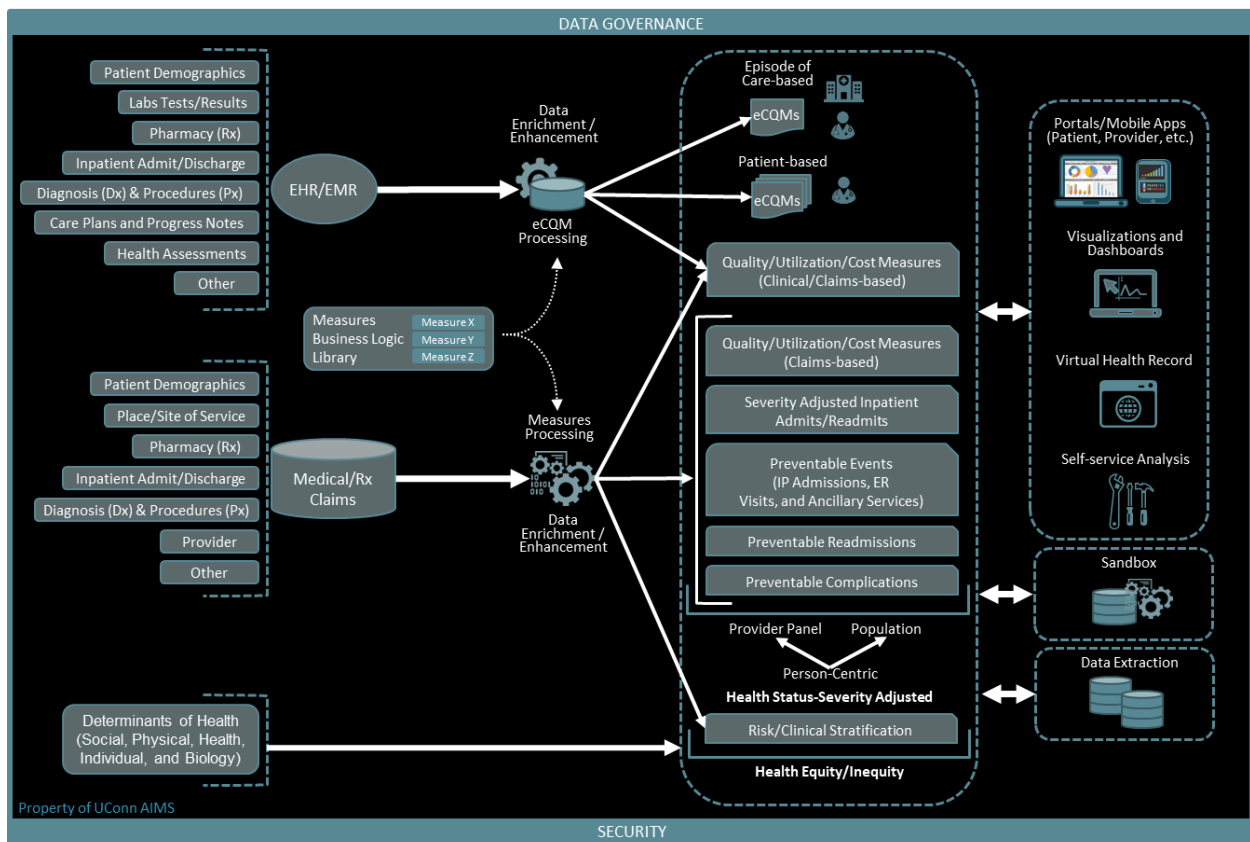 DATA GOVERNANCE
Patient Demographics
Labs Tests/Results
Pharmacy (Rx)
Inpatient Admit/Discharge
Diagnosis (Dx) & Procedures (Px)
Care Plans and Progress Notes
Health Assessments
Other
EHR/EMR
Data
Enrichment /
Enhancement
eCQM
Processing
Measures
Business Logic
Library
Measure X
Measure Y
Measure Z
Patient Demographics
Place/Site of Service
Pharmacy (Rx)
Inpatient Admit/Discharge
Diagnosis (Dx) & Procedures (Px)
Provider
Other
Medical/Rx
Claims
Measures
Processing
10
01 10101
010
Data
Enrichment /
Enhancement
Determinants of Health
(Social, Physical, Health,
Individual, and Biology)
Episode of
Care-based
eCQMs
Patient-based
eCQMs
Quality/Utilization/Cost Measures
(Clinical/Claims-based)
Quality/Utilization/Cost Measures
(Claims-based)
Severity Adjusted Inpatient
Admits/Readmits
Preventable Events
(IP Admissions, ER
Visits, and Ancillary Services)
Preventable Readmissions
Preventable Complications
Provider Panel
Population
Person-Centric
Health Status-Severity Adjusted
Risk/Clinical Stratification
Health Equity/Inequity
Portals/Mobile Apps
(Patient, Provider, etc.)
Visualizations and
Dashboards
Virtual Health Record
Self-service Analysis
Sandbox
Data Extraction
Property of UConn AIMS
SECURITY